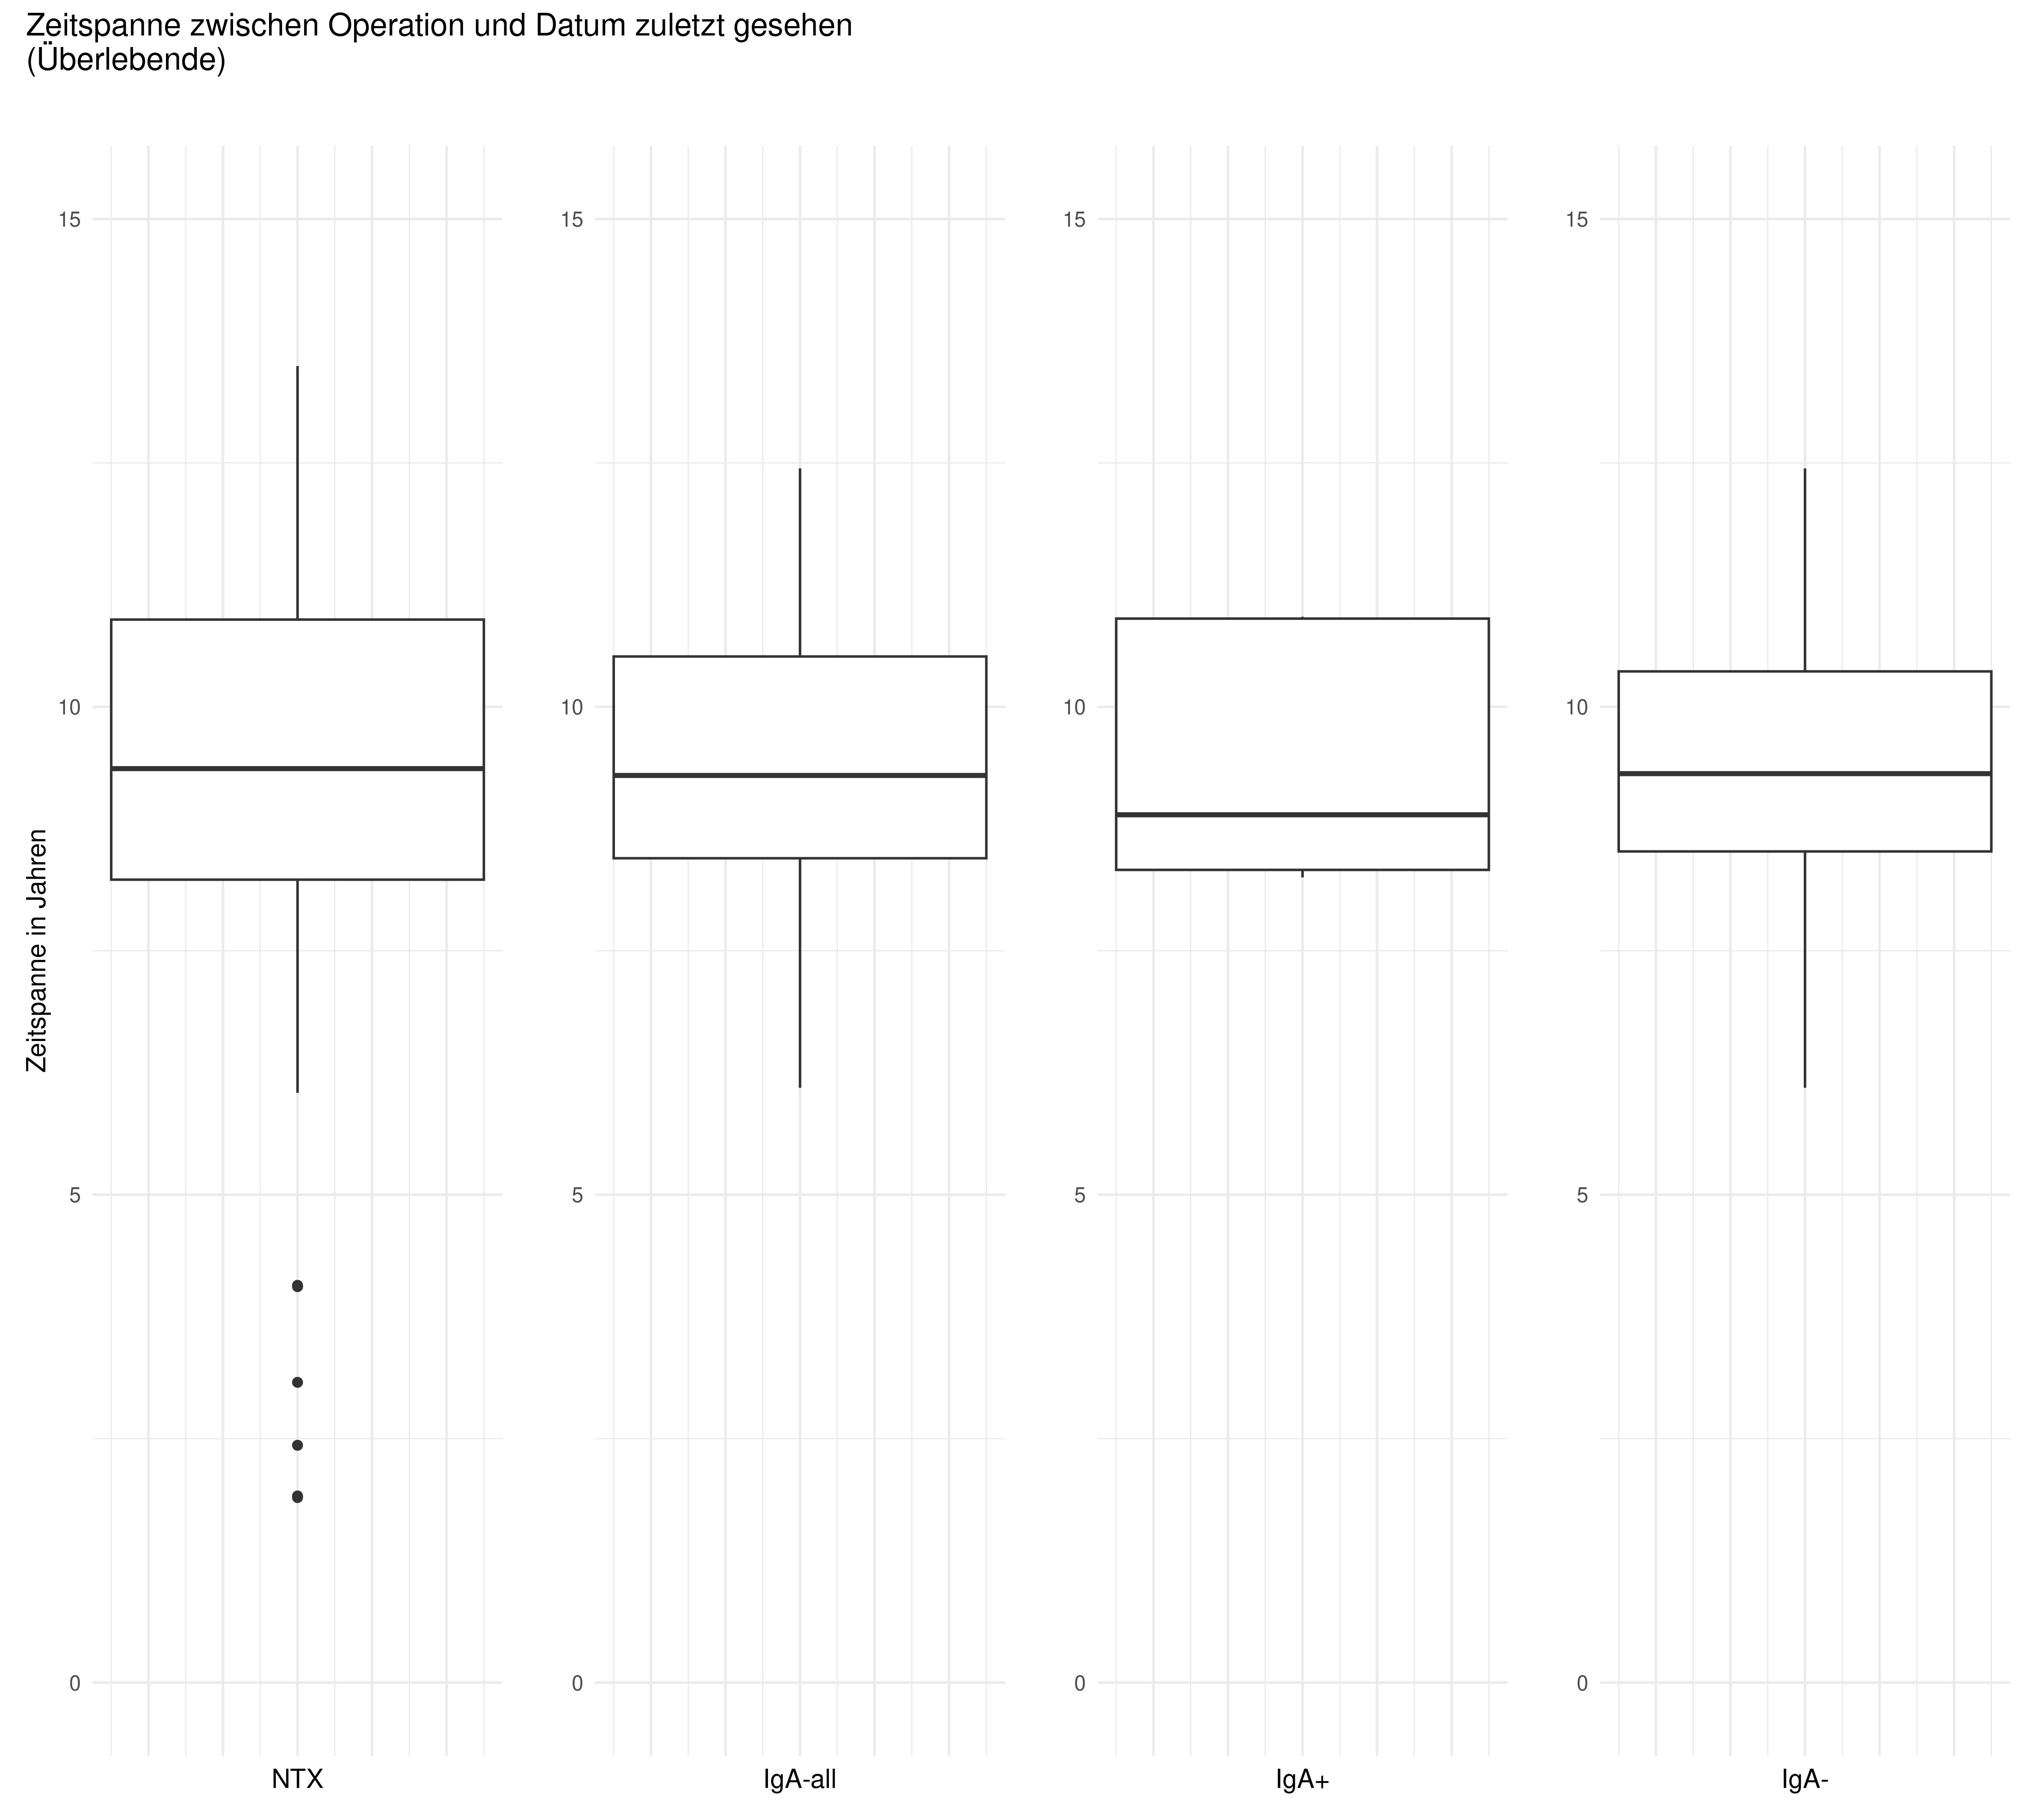 Zeitspanne zwischen Operation und Datum zuletzt gesehen
(Überlebende)
Zeitspanne in Jahren
15
10
5
0
NTX
15
10
5
0
IgA-all
15
10
5
0
IgA+
15
10
5
0
IgA-